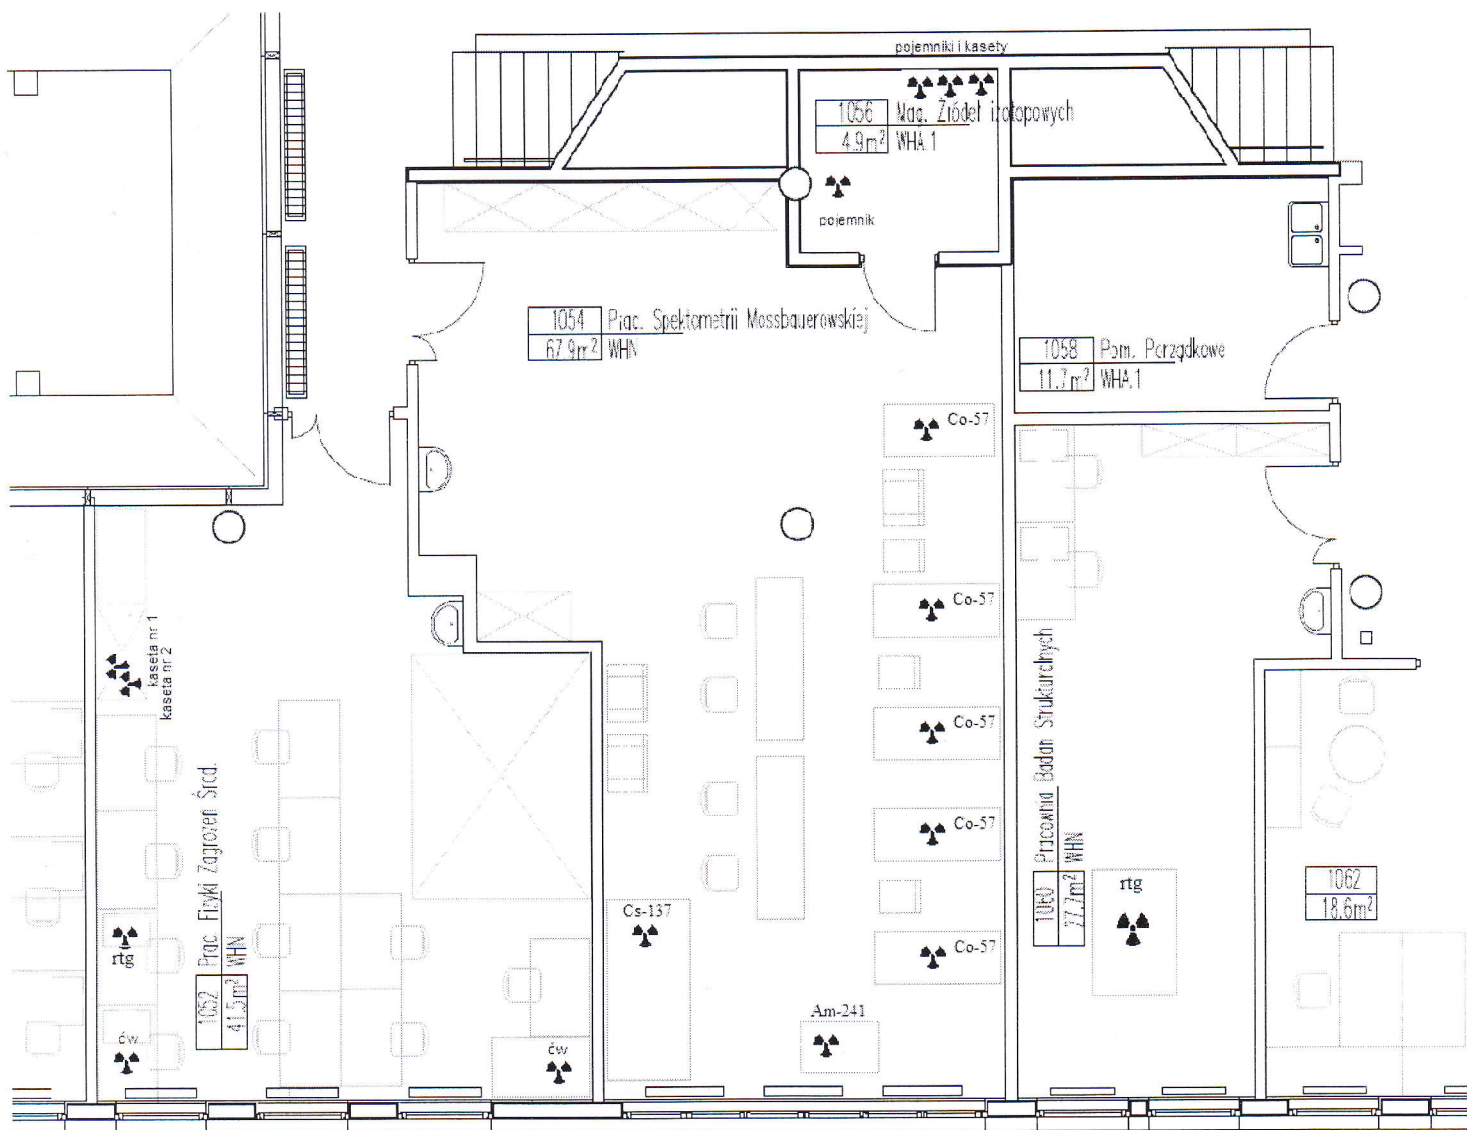 pojemniki i kasety
1056 Mag. Źródeł izotopowych
4.9m² WHA.1
pojemnik
1054 Prac. Spektometrii Mossbauerowskiej
67.9m² WHN
1058 Pom. Porządkowe
11.7m² WHA.1
Co-57
Co-57
Co-57
Co-57
Co-57
kaseta nr 1
kaseta nr 2
1052 Prac. Fizyki Zagrożeń Środ.
41.5m² WHN
rtg
ćw
ćw
Cs-137
Am-241
1060 Pracownia Badan Strukturalnych
27.7m² WHN
rtg
1062
18.6m²